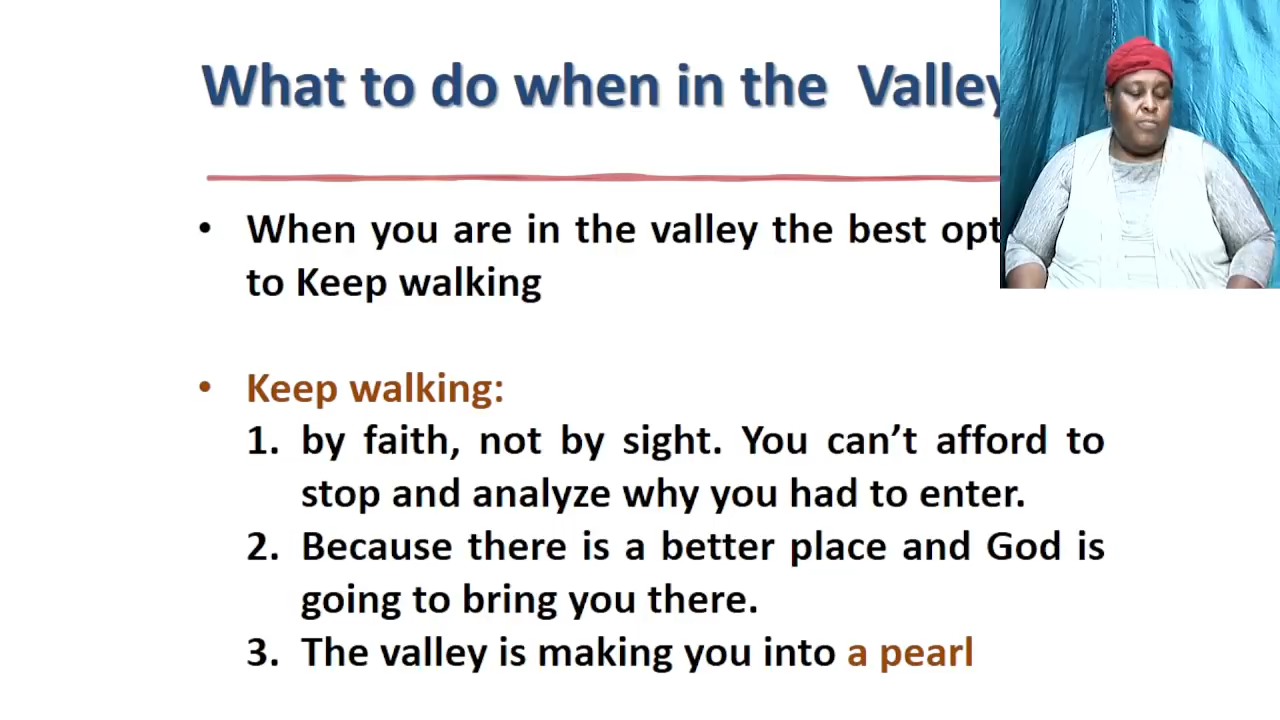 What to do when in the Valley
• When you are in the valley the best
to Keep walking
• Keep walking:
1. by faith, not by sight. You can’t afford to
stop and analyze why you had to enter.
2. Because there is a better place and God is
going to bring you there.
3. The valley is making you into a pearl